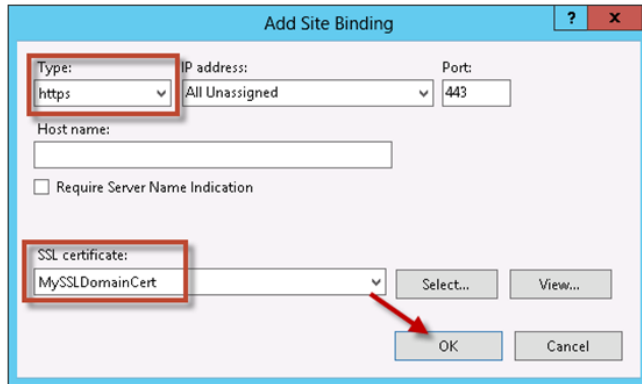 Add Site Binding
? x
Type: IP address: Port:
https All Unassigned 443
Host name:
Require Server Name Indication
SSL certificate:
MySSLDomainCert Select... View...
OK Cancel